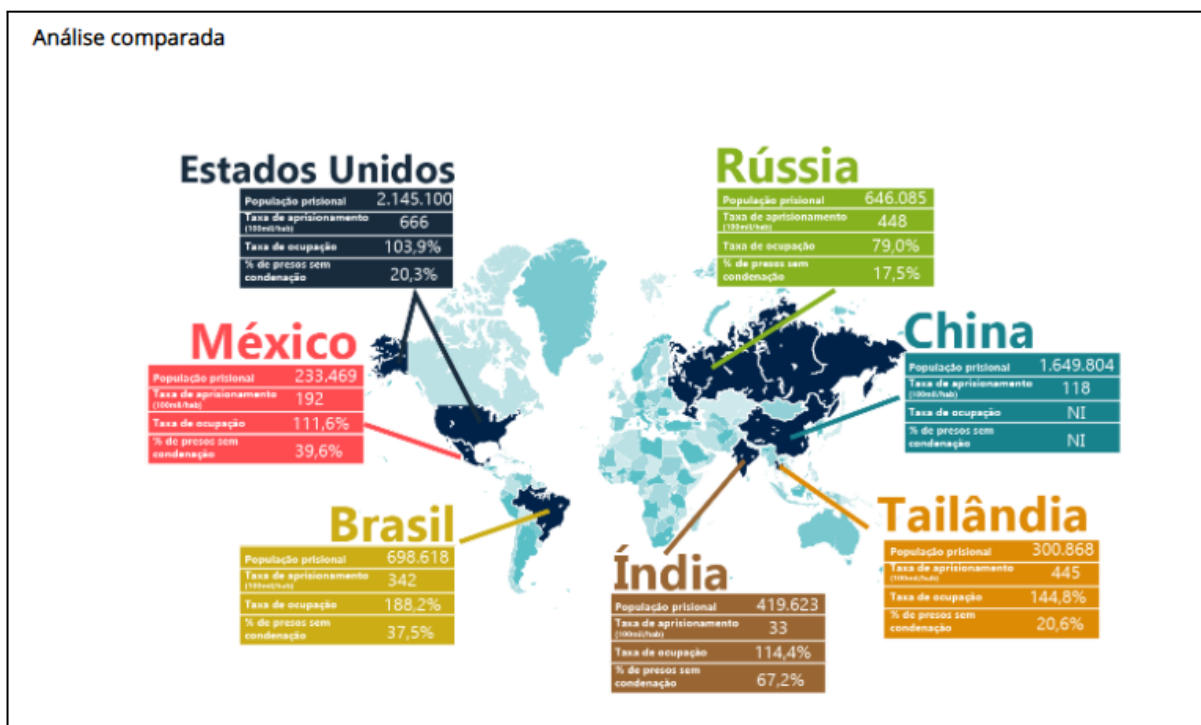 Análise comparada
Estados Unidos
População prisional 2.145.100
Taxa de aprisionamento
(100mil/hab) 666
Taxa de ocupação 103,9%
% de presos sem
condenação 20,3%
Rússia
População prisional 646.085
Taxa de aprisionamento
(100mil/hab) 448
Taxa de ocupação 79,0%
% de presos sem
condenação 17,5%
México
População prisional 233.469
Taxa de aprisionamento
(100mil/hab) 192
Taxa de ocupação 111,6%
% de presos sem
condenação 39,6%
China
População prisional 1.649.804
Taxa de aprisionamento
(100mil/hab) 118
Taxa de ocupação NI
% de presos sem
condenação NI
Brasil
População prisional 698.618
Taxa de aprisionamento
(100mil/hab) 342
Taxa de ocupação 188,2%
% de presos sem
condenação 37,5%
Índia
População prisional 419.623
Taxa de aprisionamento
(100mil/hab) 33
Taxa de ocupação 114,4%
% de presos sem
condenação 67,2%
Tailândia
População prisional 300.868
Taxa de aprisionamento
(100mil/hab) 445
Taxa de ocupação 144,8%
% de presos sem
condenação 20,6%